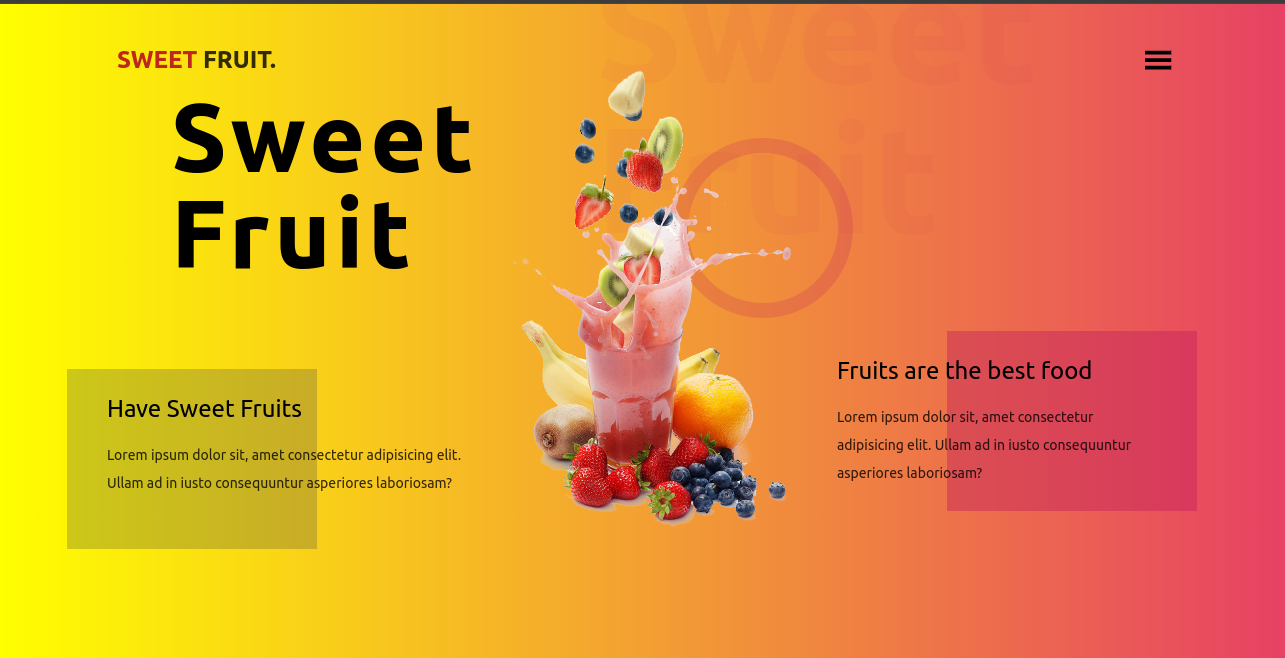 Sweet
SWEET FRUIT.
Sweet
Fruit
Fruit
Have Sweet Fruits
Lorem ipsum dolor sit, amet consectetur adipisicing elit.
Ullam ad in iusto consequuntur asperiores laboriosam?
Fruits are the best food
Lorem ipsum dolor sit, amet consectetur
adipisicing elit. Ullam ad in iusto consequuntur
asperiores laboriosam?